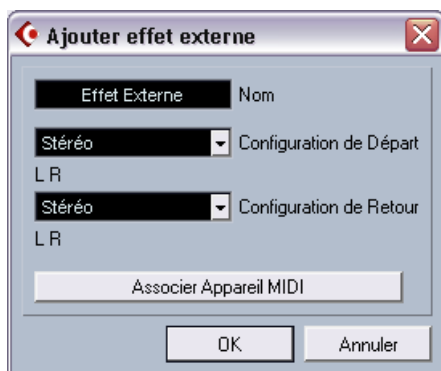 Ajouter effet externe
Effet Externe Nom
Stéréo Configuration de Départ
L R
Stéréo Configuration de Retour
L R
Associer Appareil MIDI
OK Annuler